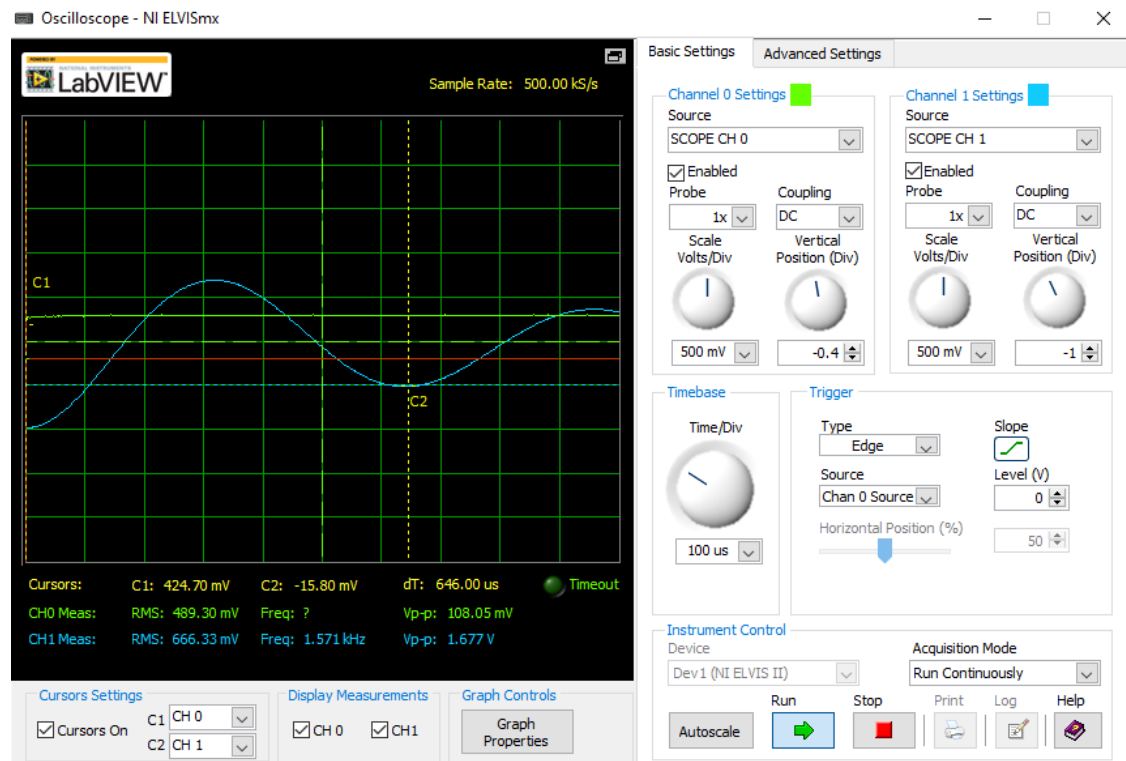 Oscilloscope - NI ELVISmx
POWERED BY
NATIONAL INSTRUMENTS
LabVIEW™
Sample Rate: 500.00 kS/s
C1
C2
Cursors: C1: 424.70 mV C2: -15.80 mV dT: 646.00 us Timeout
CH0 Meas: RMS: 489.30 mV Freq: ? Vp-p: 108.05 mV
CH1 Meas: RMS: 666.33 mV Freq: 1.571 kHz Vp-p: 1.677 V
Cursors Settings
Cursors On
C1 CH 0
C2 CH 1
Display Measurements
CH 0 CH1
Graph Controls
Graph
Properties
Basic Settings Advanced Settings
Channel 0 Settings
Source
SCOPE CH 0
Enabled
Probe Coupling
1x DC
Scale Vertical
Volts/Div Position (Div)
500 mV -0.4
Channel 1 Settings
Source
SCOPE CH 1
Enabled
Probe Coupling
1x DC
Scale Vertical
Volts/Div Position (Div)
500 mV -1
Timebase
Time/Div
100 us
Trigger
Type Slope
Edge
Source Level (V)
Chan 0 Source 0
Horizontal Position (%)
50
Instrument Control
Device Acquisition Mode
Dev1 (NI ELVIS II) Run Continuously
Run Stop Print Log Help
Autoscale